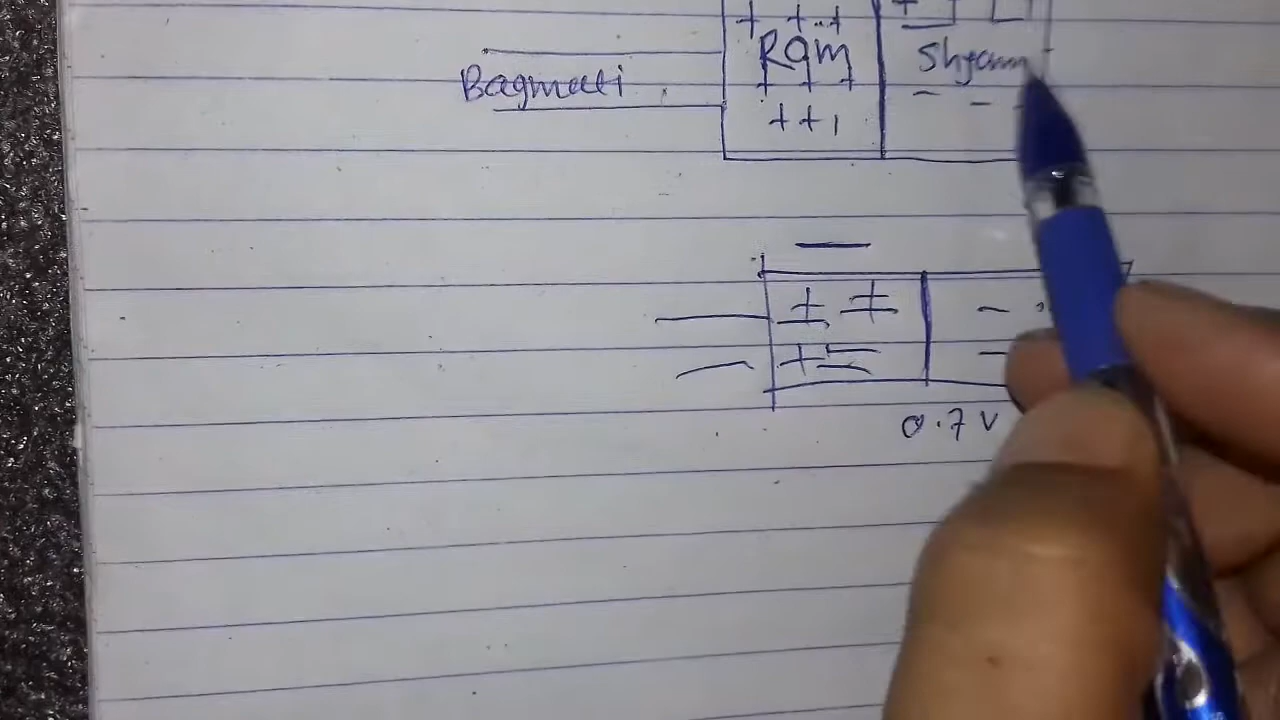 + +..+ +
Ram Shyam
Bagmati
+ + + - -
+ + +
+ + -
+ -
0.7 V